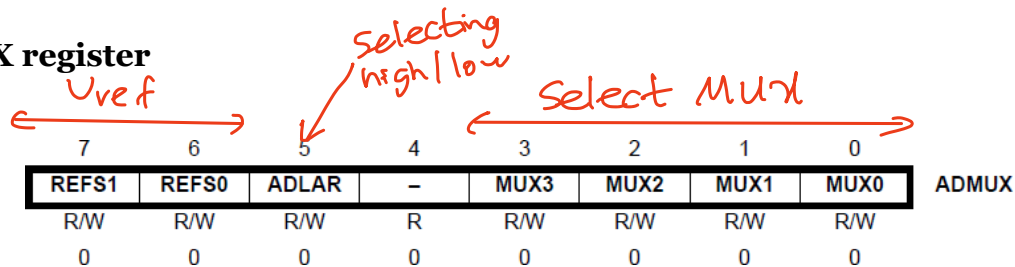 X register
selecting
high/low
Vref
Select MUX
7 6 5 4 3 2 1 0
REFS1 REFS0 ADLAR – MUX3 MUX2 MUX1 MUX0 ADMUX
R/W R/W R/W R R/W R/W R/W R/W
0 0 0 0 0 0 0 0